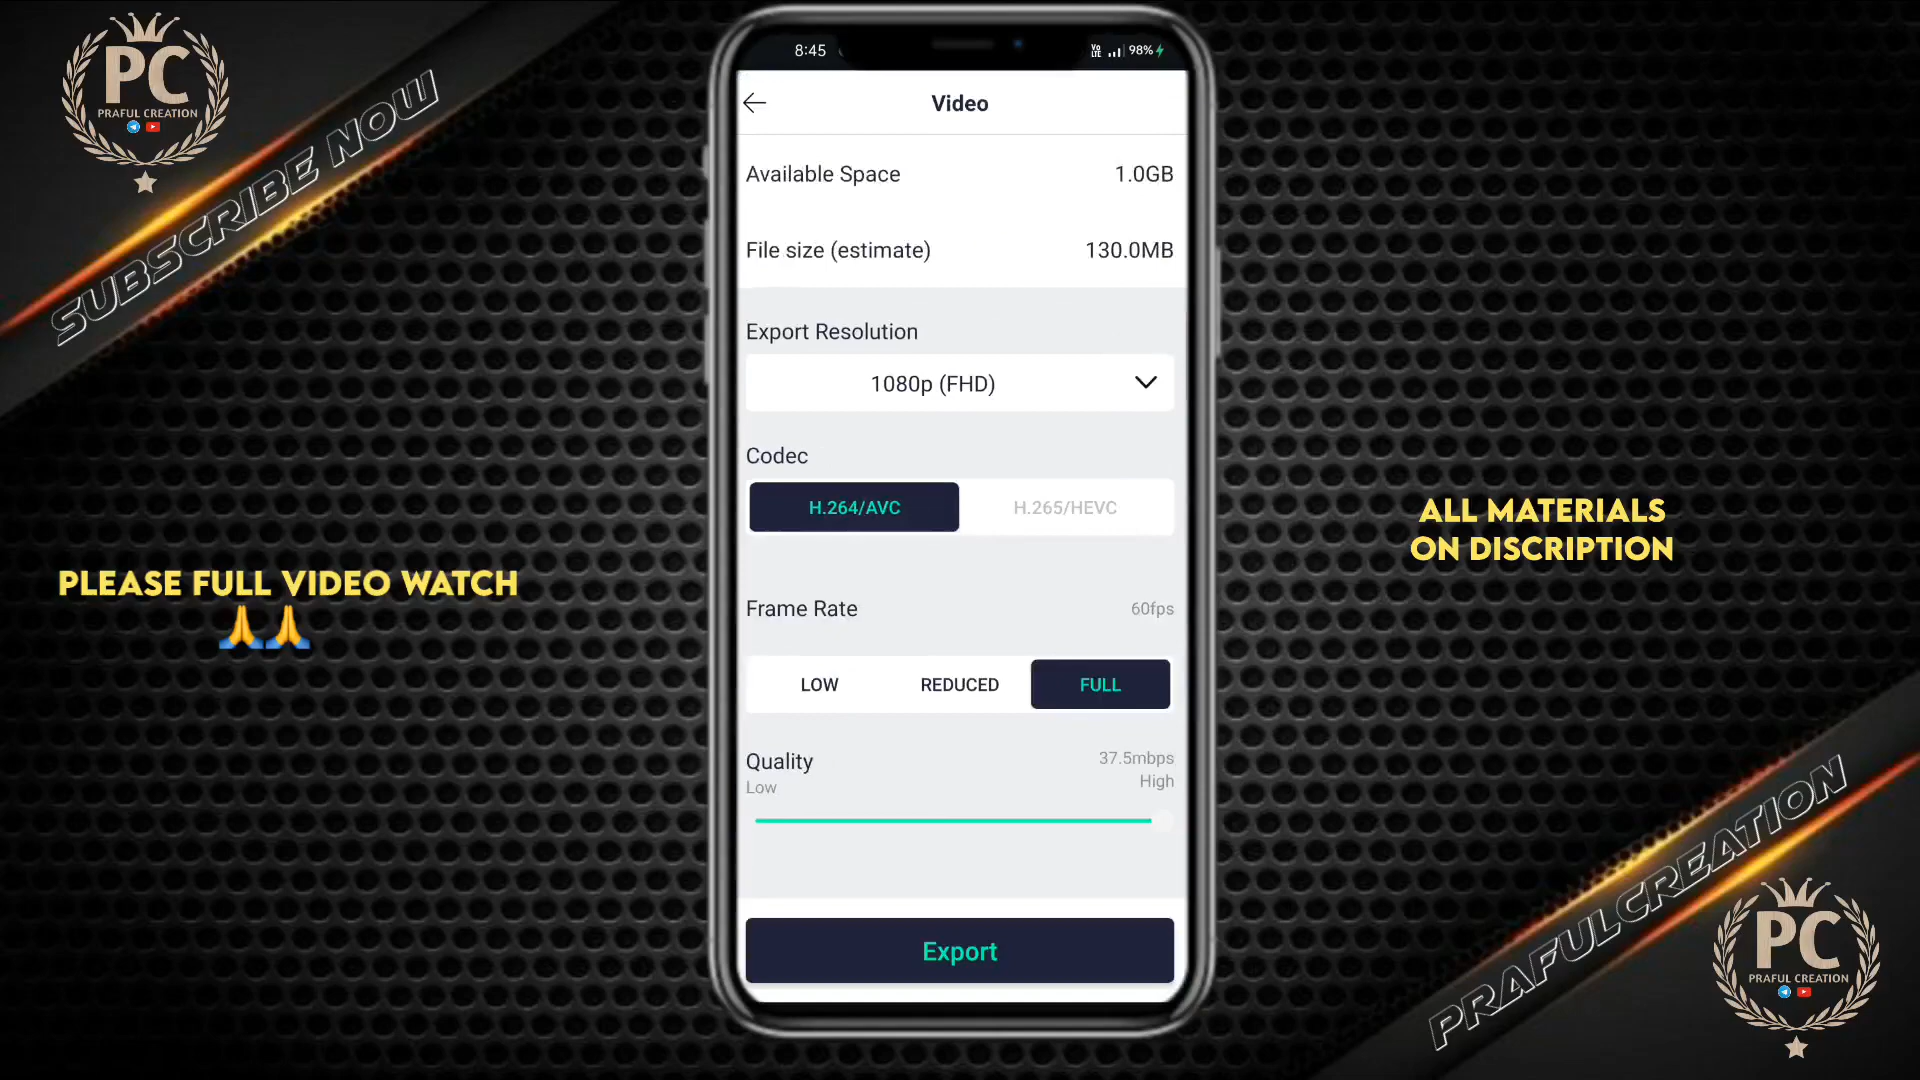 PC
PRAFUL CREATION
SUBSCRIBE NOW
PLEASE FULL VIDEO WATCH
🙏🙏
8:45
Vo LTE 98%
Video
Available Space 1.0GB
File size (estimate) 130.0MB
Export Resolution
1080p (FHD)
Codec
H.264/AVC H.265/HEVC
Frame Rate 60fps
LOW REDUCED FULL
Quality 37.5mbps
Low High
Export
ALL MATERIALS
ON DISCRIPTION
PRAFULCREATION
PC
PRAFUL CREATION